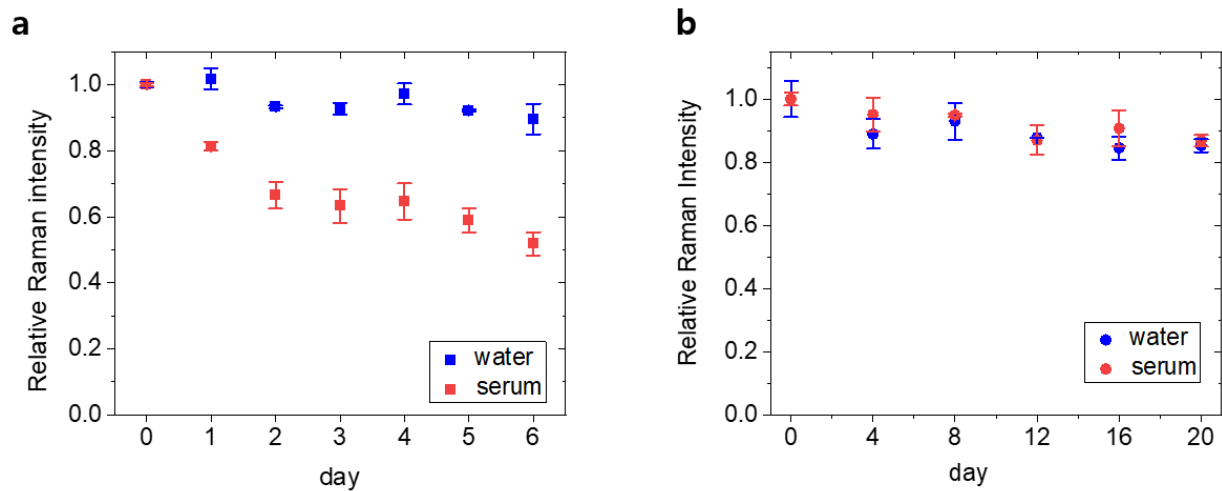 a
Relative Raman intensity
1.0
0.8
0.6
0.4
0.2
0.0
water
serum
0 1 2 3 4 5 6
day
b
Relative Raman Intensity
1.0
0.8
0.6
0.4
0.2
0.0
water
serum
0 4 8 12 16 20
day